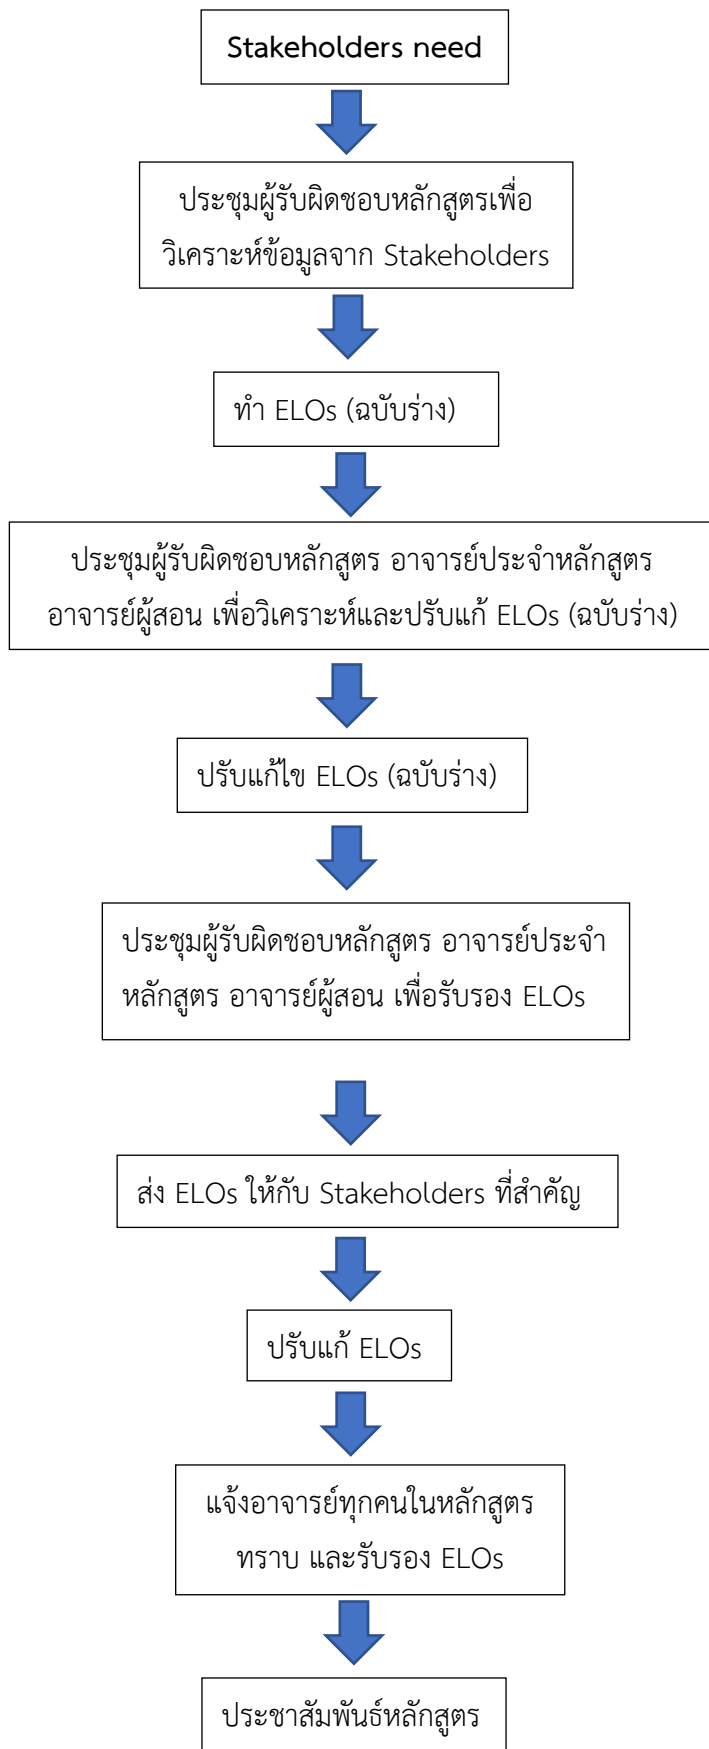 Stakeholders need
ประชุมผู้รับผิดชอบหลักสูตรเพื่อ
วิเคราะห์ข้อมูลจาก Stakeholders
ทำ ELOs (ฉบับร่าง)
ประชุมผู้รับผิดชอบหลักสูตร อาจารย์ประจำหลักสูตร
อาจารย์ผู้สอน เพื่อวิเคราะห์และปรับแก้ ELOs (ฉบับร่าง)
ปรับแก้ไข ELOs (ฉบับร่าง)
ประชุมผู้รับผิดชอบหลักสูตร อาจารย์ประจำ
หลักสูตร อาจารย์ผู้สอน เพื่อรับรอง ELOs
ส่ง ELOs ให้กับ Stakeholders ที่สำคัญ
ปรับแก้ ELOs
แจ้งอาจารย์ทุกคนในหลักสูตร
ทราบ และรับรอง ELOs
ประชาสัมพันธ์หลักสูตร